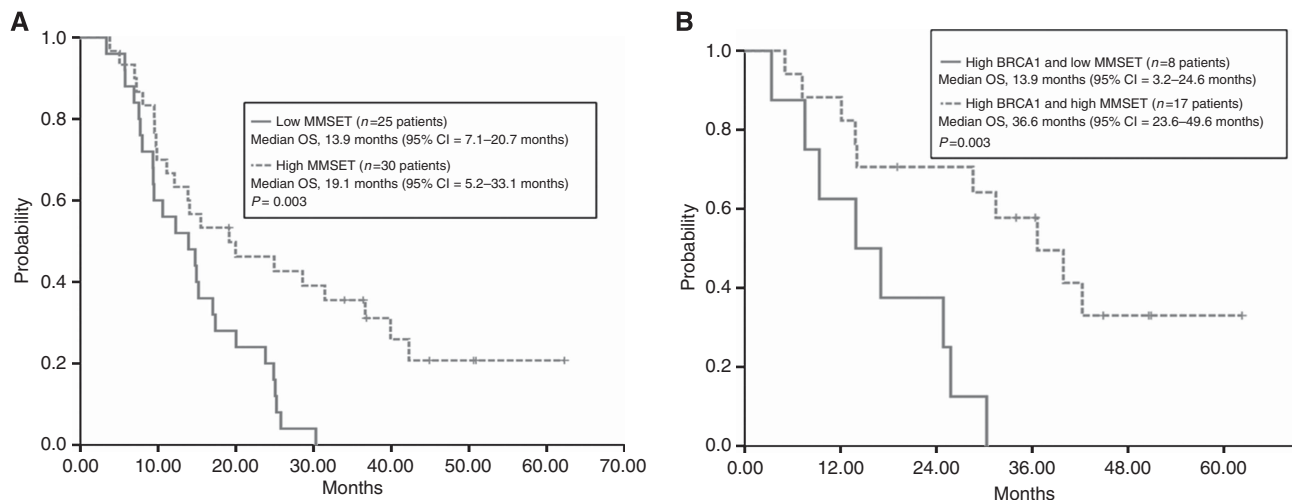 A
1.0
0.8
0.6
0.4
0.2
0.0
Probability
Low MMSET (n=25 patients)
Median OS, 13.9 months (95% CI = 7.1–20.7 months)
High MMSET (n=30 patients)
Median OS, 19.1 months (95% CI = 5.2–33.1 months)
P= 0.003
0.00 10.00 20.00 30.00 40.00 50.00 60.00 70.00
Months
B
1.0
0.8
0.6
0.4
0.2
0.0
Probability
High BRCA1 and low MMSET (n=8 patients)
Median OS, 13.9 months (95% CI = 3.2–24.6 months)
High BRCA1 and high MMSET (n=17 patients)
Median OS, 36.6 months (95% CI = 23.6–49.6 months)
P=0.003
0.00 12.00 24.00 36.00 48.00 60.00
Months